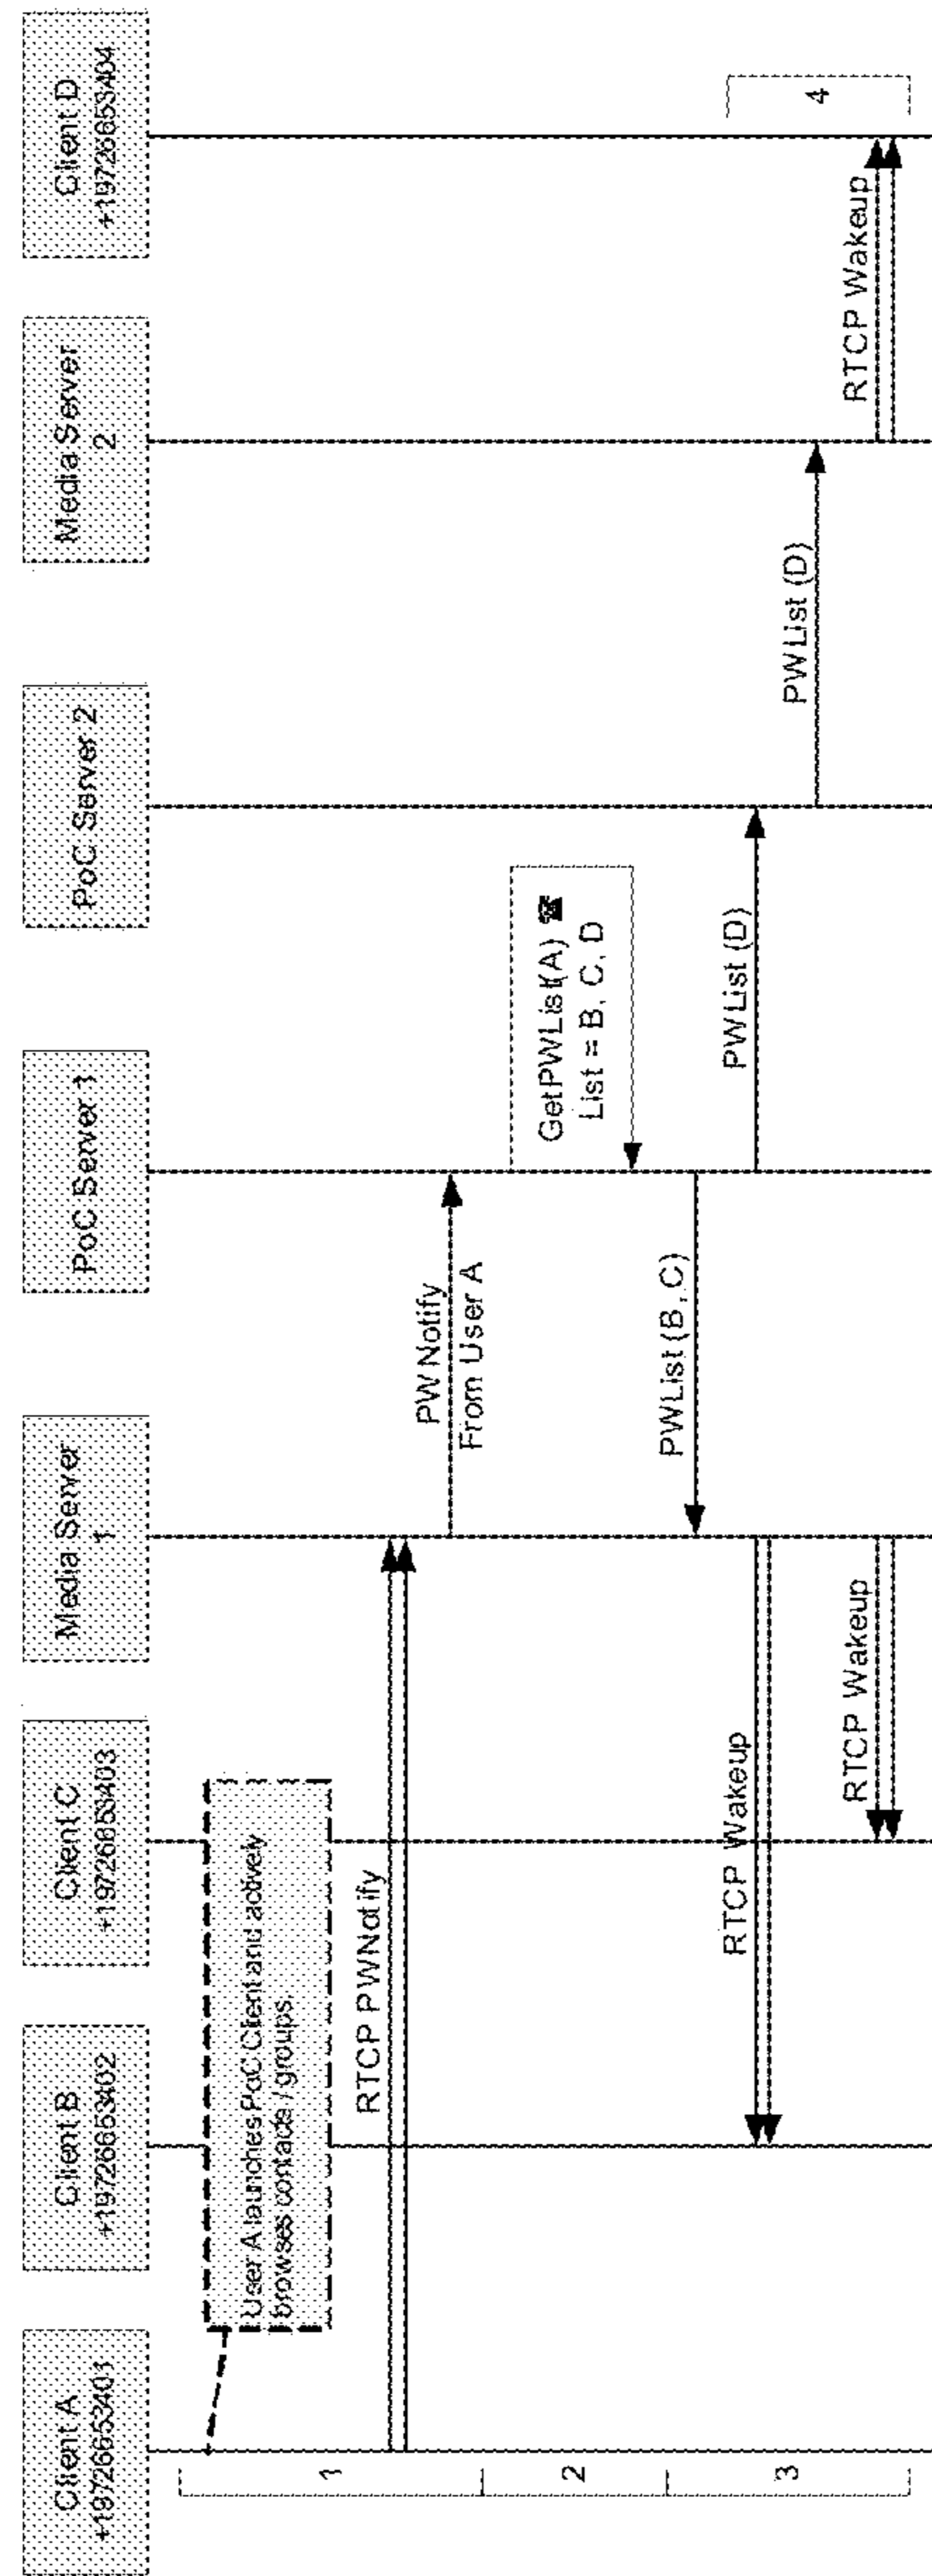 Client A
+19726653401
Client B
+19726653402
Client C
+19726653403
Media Server
1
PoC Server 1
PoC Server 2
Media Server
2
Client D
+19726653404
User A launches PoC Client and actively
browses contacts / groups.
1
RTCP PWNotify
PW Notify
From User A
2
GetPWList(A) ☎
List = B, C, D
3
PWList (B, C)
RTCP Wakeup
PWList (D)
PWList (D)
RTCP Wakeup
RTCP Wakeup
4